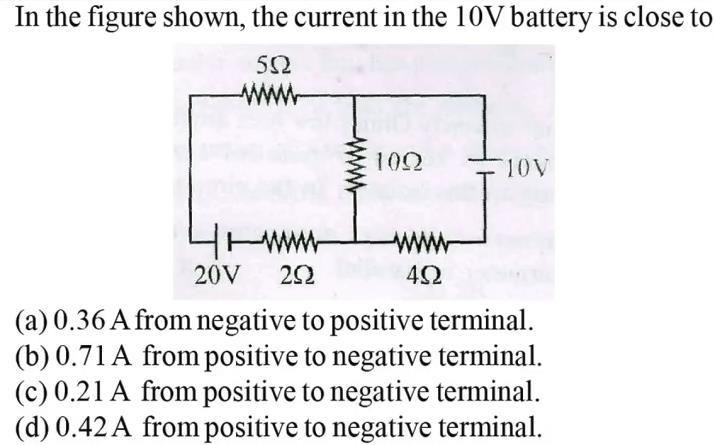 In the figure shown, the current in the 10V battery is close to
5Ω
10Ω
10V
20V 2Ω 4Ω
(a) 0.36 A from negative to positive terminal.
(b) 0.71 A from positive to negative terminal.
(c) 0.21 A from positive to negative terminal.
(d) 0.42 A from positive to negative terminal.